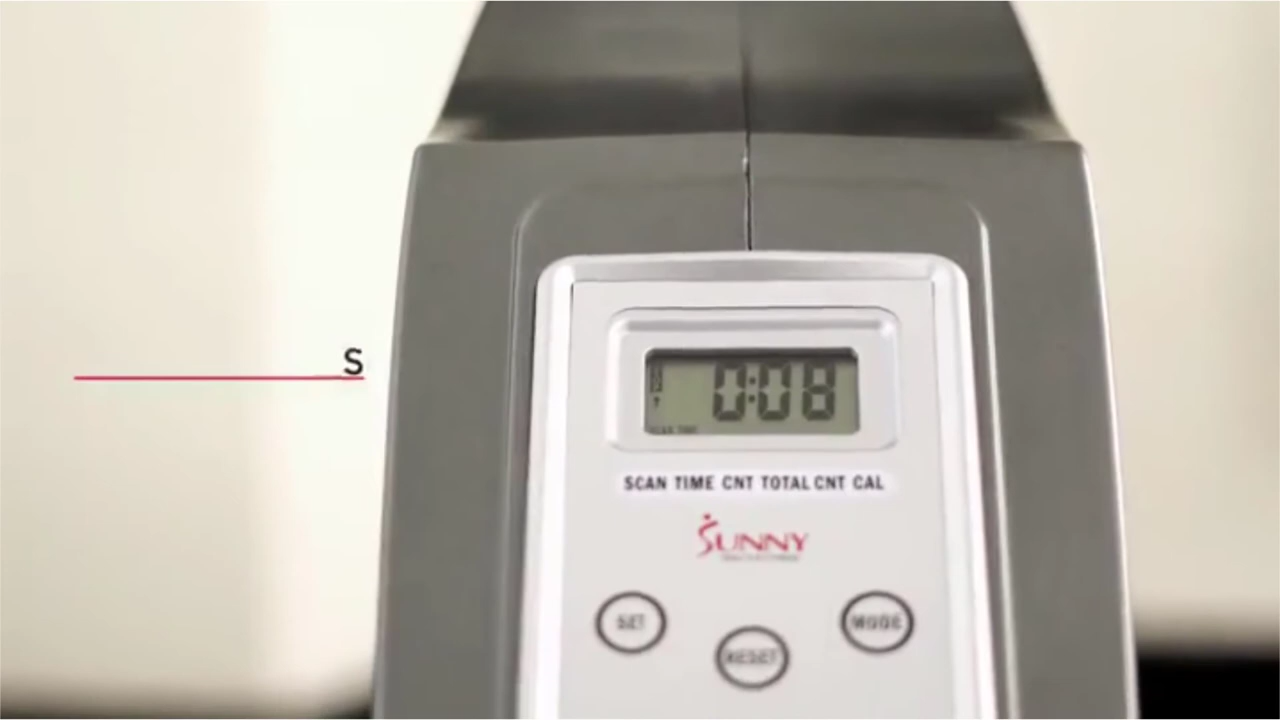 S
0:08
SCAN TIME CNT TOTAL CNT CAL
SUNNY
SET
MODE
RESET